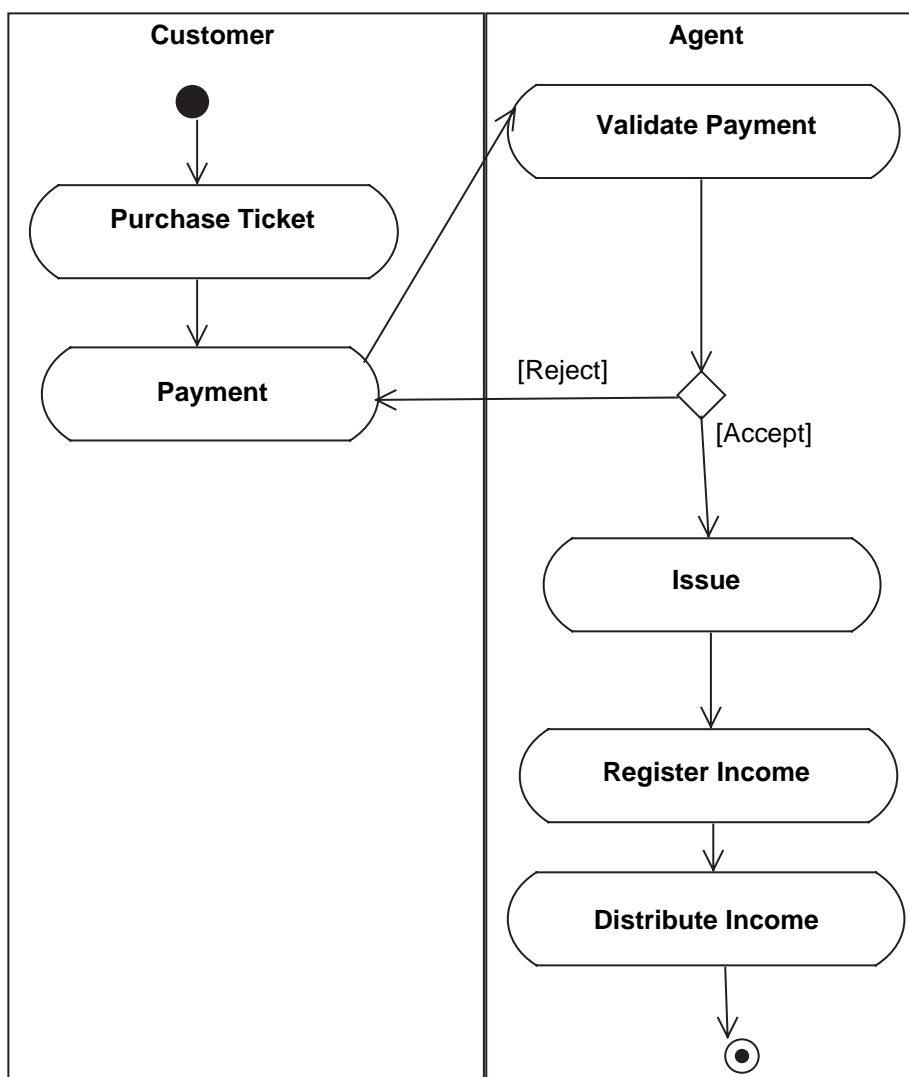 Customer
Agent
Validate Payment
Purchase Ticket
[Reject]
Payment
[Accept]
Issue
Register Income
Distribute Income